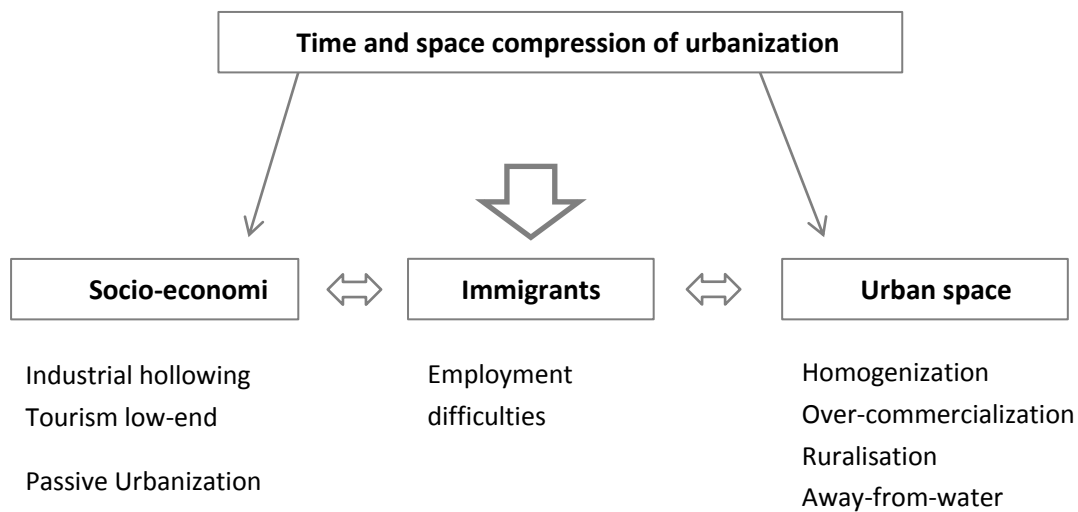 Time and space compression of urbanization
Socio-economi
Immigrants
Urban space
Industrial hollowing
Tourism low-end
Passive Urbanization
Employment
difficulties
Homogenization
Over-commercialization
Ruralisation
Away-from-water